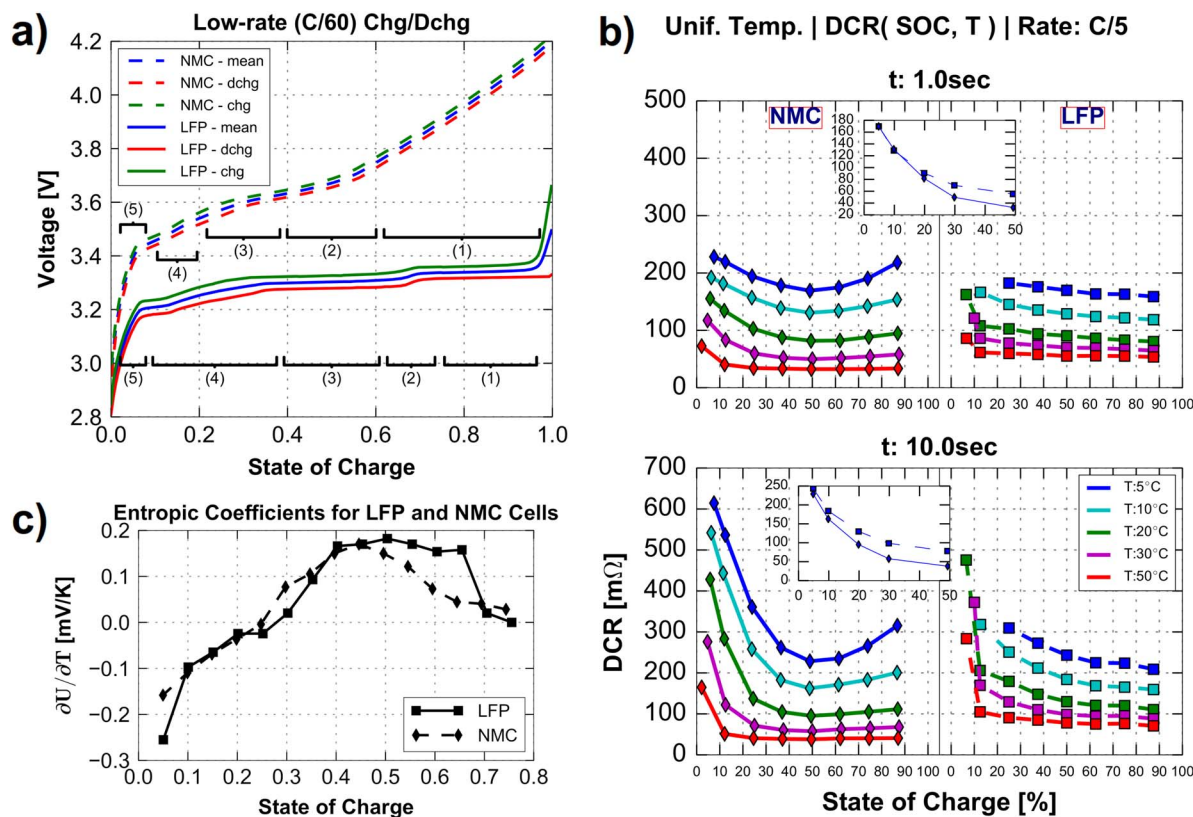 a)
Low-rate (C/60) Chg/Dchg
4.2
4.0
3.8
3.6
3.4
3.2
3.0
2.8
Voltage [V]
NMC - mean
NMC - dchg
NMC - chg
LFP - mean
LFP - dchg
LFP - chg
(5)
(4)
(3)
(2)
(1)
(5)
(4)
(3)
(2)
(1)
0.0 0.2 0.4 0.6 0.8 1.0
State of Charge
b)
Unif. Temp. | DCR( SOC, T ) | Rate: C/5
t: 1.0sec
500
400
300
200
100
0
NMC
LFP
180
160
140
120
100
80
60
40
20
0 10 20 30 40 50
0 10 20 30 40 50 60 70 80 90 100
10 20 30 40 50 60 70 80 90 100
t: 10.0sec
700
600
500
400
300
200
100
0
DCR [mΩ]
250
200
150
100
50
0
0 10 20 30 40 50
T:5°C
T:10°C
T:20°C
T:30°C
T:50°C
0 10 20 30 40 50 60 70 80 90 100
10 20 30 40 50 60 70 80 90 100
State of Charge [%]
c)
Entropic Coefficients for LFP and NMC Cells
0.2
0.1
0.0
−0.1
−0.2
−0.3
∂U/∂T [mV/K]
LFP
NMC
0.0 0.1 0.2 0.3 0.4 0.5 0.6 0.7 0.8
State of Charge